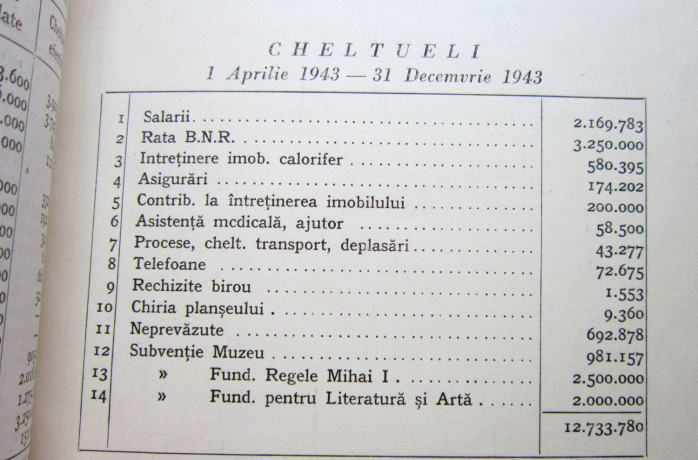 CHELTUELI
1 Aprilie 1943 — 31 Decemvrie 1943
1 Salarii. 2.169.783
2 Rata B.N.R. 3.250.000
3 Intreținere imob. calorifer 580.395
4 Asigurări 174.202
5 Contrib. la întreținerea imobilului 200.000
6 Asistență medicală, ajutor 58.500
7 Procese, chelt. transport, deplasări 43.277
8 Telefoane 72.675
9 Rechizite birou 1.553
10 Chiria planșeului 9.360
11 Neprevăzute 692.878
12 Subvenție Muzeu 981.157
13 » Fund. Regele Mihai I 2.500.000
14 » Fund. pentru Literatură și Artă 2.000.000
12.733.780